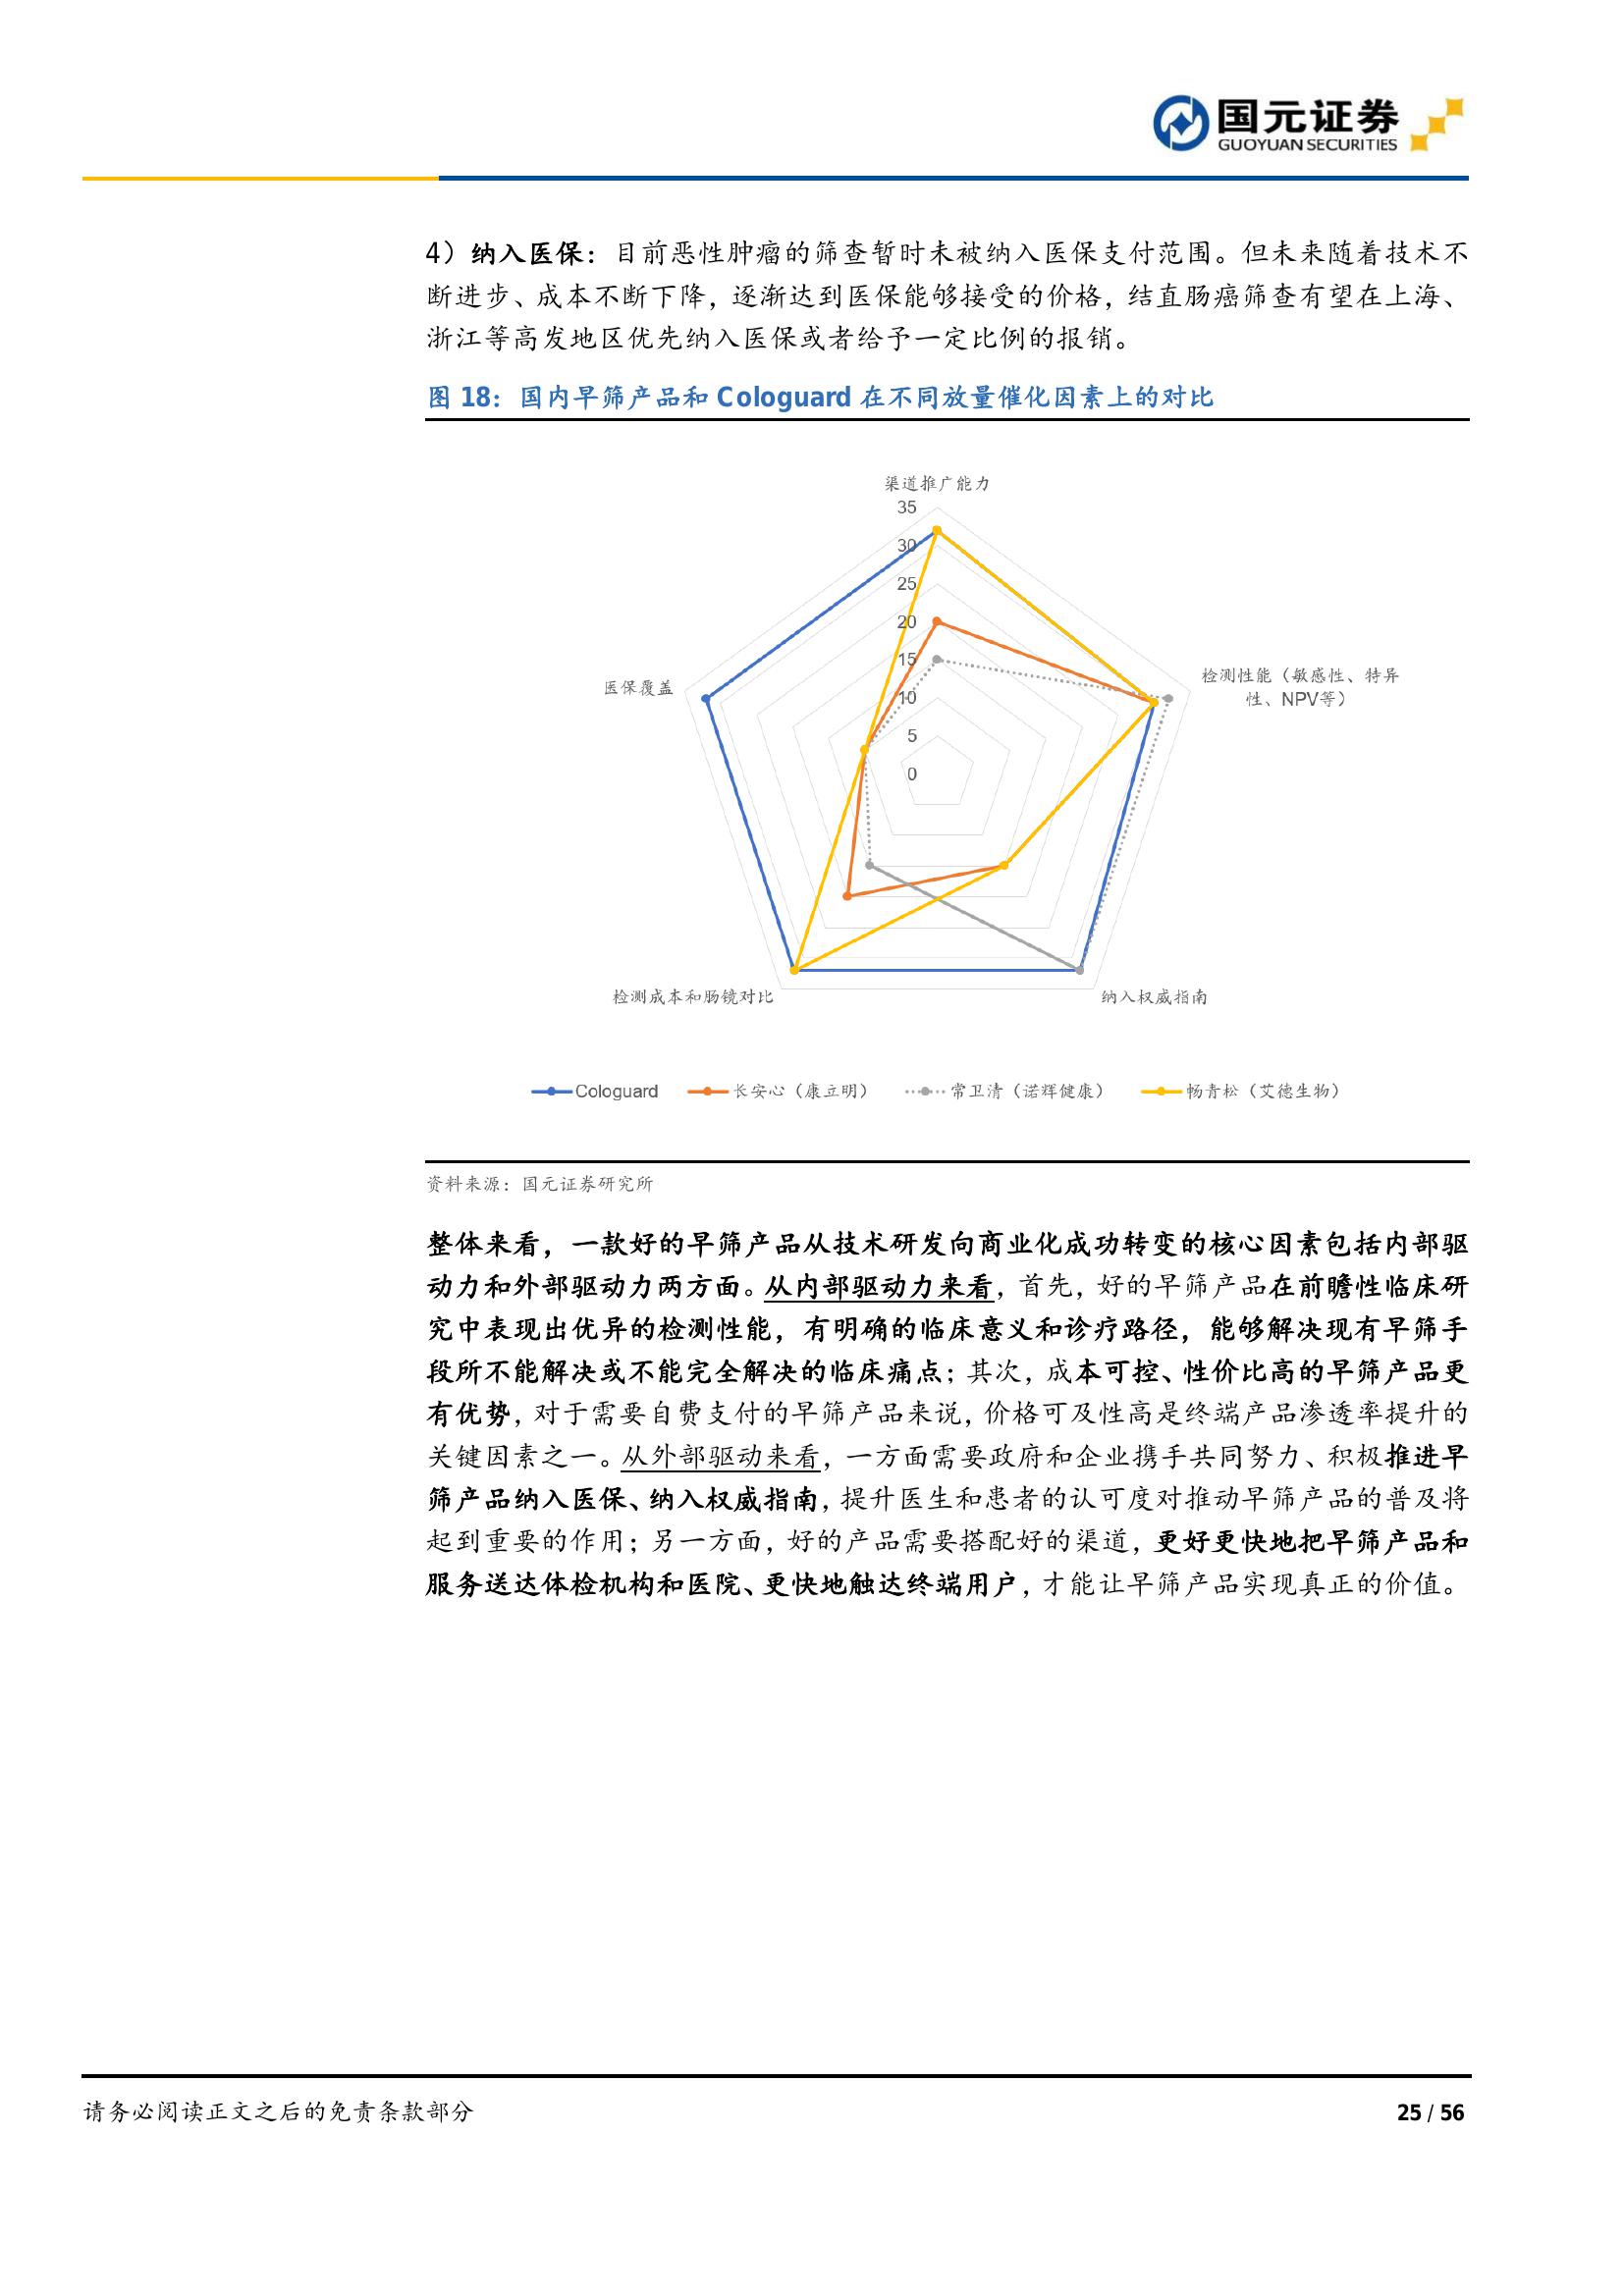 国元证券
GUOYUAN SECURITIES
4）纳入医保：目前恶性肿瘤的筛查暂时未被纳入医保支付范围。但未来随着技术不
断进步、成本不断下降，逐渐达到医保能够接受的价格，结直肠癌筛查有望在上海、
浙江等高发地区优先纳入医保或者给予一定比例的报销。
图 18：国内早筛产品和 Cologuard 在不同放量催化因素上的对比
渠道推广能力
35
30
25
20
15
10
5
0
医保覆盖
检测性能（敏感性、特异
性、NPV等）
检测成本和肠镜对比
纳入权威指南
Cologuard 长安心（康立明） 常卫清（诺辉健康） 畅青松（艾德生物）
资料来源：国元证券研究所
整体来看，一款好的早筛产品从技术研发向商业化成功转变的核心因素包括内部驱
动力和外部驱动力两方面。从内部驱动力来看，首先，好的早筛产品在前瞻性临床研
究中表现出优异的检测性能，有明确的临床意义和诊疗路径，能够解决现有早筛手
段所不能解决或不能完全解决的临床痛点；其次，成本可控、性价比高的早筛产品更
有优势，对于需要自费支付的早筛产品来说，价格可及性高是终端产品渗透率提升的
关键因素之一。从外部驱动来看，一方面需要政府和企业携手共同努力、积极推进早
筛产品纳入医保、纳入权威指南，提升医生和患者的认可度对推动早筛产品的普及将
起到重要的作用；另一方面，好的产品需要搭配好的渠道，更好更快地把早筛产品和
服务送达体检机构和医院、更快地触达终端用户，才能让早筛产品实现真正的价值。
请务必阅读正文之后的免责条款部分
25 / 56